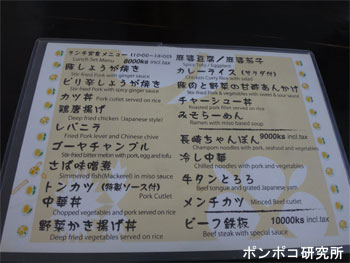 ランチ定食メニュー (11:00～14:00)
Lunch Set Menu 8000ks incl.tax
豚しょうが焼き
Stir fried Pork with ginger sauce
ピリ辛しょうが焼き
Stir fried Pork with spicy ginger sauce
カツ丼
Pork cutlet served on rice
鶏唐揚げ
Deep fried chicken (Japanese style)
レバニラ
Fried Pork lever and Chinese chive
ゴーヤチャンプル
Stir-fried bitter melon with pork,egg and tofu
さば味噌煮
Simmered fish(Mackerel) in miso sauce
トンカツ (特製ソース付)
Pork Cutlet
中華丼
Chopped vegetables and pork served on rice
野菜かき揚げ丼
Deep fried vegetables served on rice
麻婆豆腐/麻婆茄子
Spicy Tofu / Eggplant
カレーライス (サラダ付)
Chicken Curry Rice with salad
豚肉と野菜の甘酢あんかけ
Stir fried pork & vegetables with sweet & sour sauce
チャーシュー丼
Pork served on rice
みそらーめん
Ramen with miso based soup
長崎ちゃんぽん 9000ks incl.tax
Champom noodles with pork, seafood and vegetables
冷し中華
Chilled noodles with pork and vegetables
牛タンとろろ
Beef tongue and grated Japanese yam
メンチカツ Minced Beef cutlet
ビーフ鉄板 10000ks incl.tax
Beef steak with special sauce
ポンポコ研究所